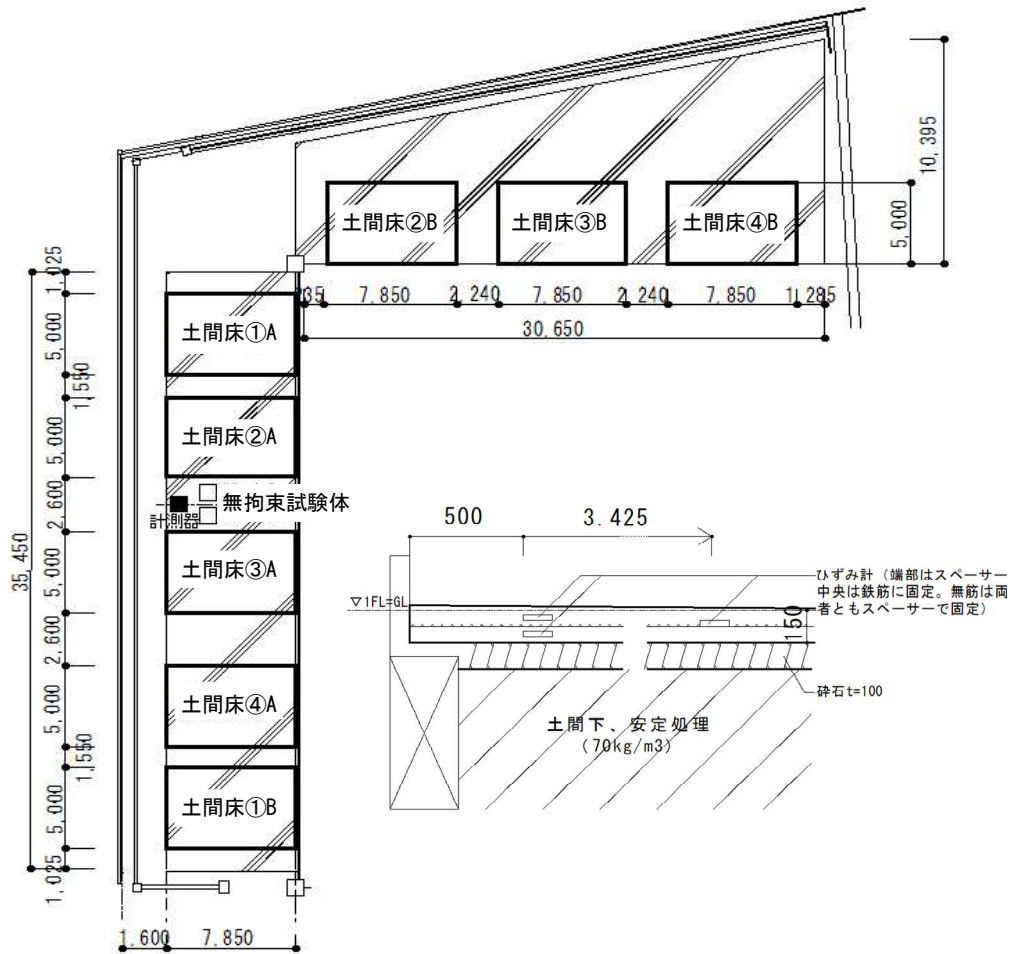 10,395
土間床②B
土間床③B
土間床④B
5,000
7,850
2,240
7,850
2,240
7,850
1,285
30,650
1,025
土間床①A
5,000
1,550
土間床②A
5,000
2,600
無拘束試験体
計測器
35,450
土間床③A
5,000
2,600
土間床④A
5,000
1,550
土間床①B
5,000
1,025
1,600
7,850
500
3.425
ひずみ計（端部はスペーサー
中央は鉄筋に固定。無筋は両
者ともスペーサーで固定）
▽1FL=GL
150
砕石t=100
土間下、安定処理
（70kg/m3）